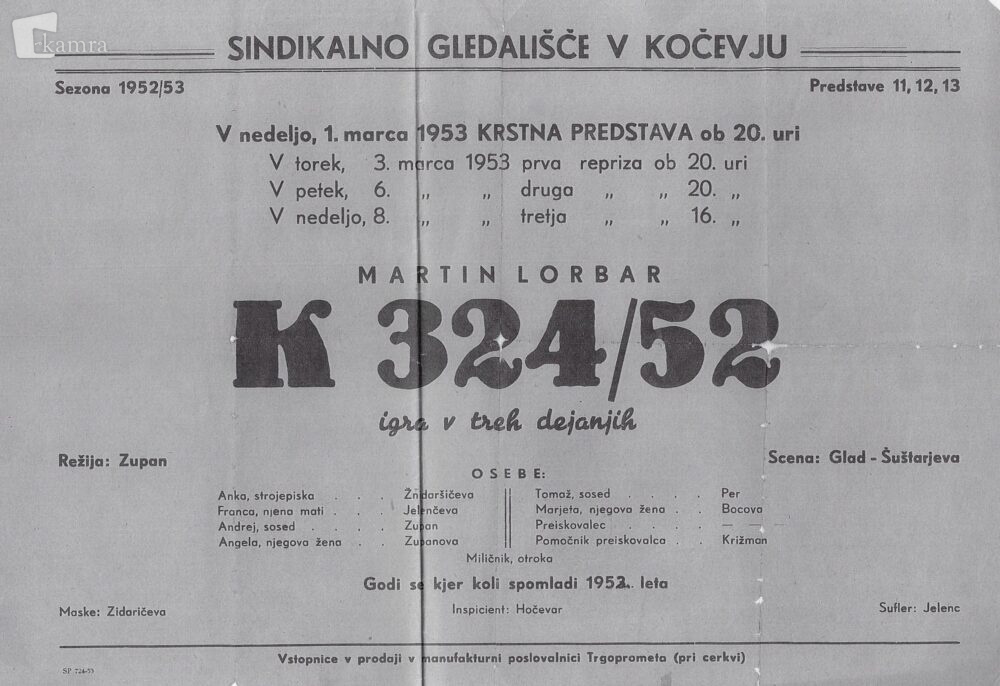 kamra
SINDIKALNO GLEDALIŠČE V KOČEVJU
Sezona 1952/53 Predstave 11, 12, 13
V nedeljo, 1. marca 1953 KRSTNA PREDSTAVA ob 20. uri
V torek, 3. marca 1953 prva repriza ob 20. uri
V petek, 6. „ „ druga „ „ 20. „
V nedeljo, 8. „ „ tretja „ „ 16. „
MARTIN LORBAR
K 324/52
igra v treh dejanjih
Režija: Zupan Scena: Glad - Šuštarjeva
OSEBE:
Anka, strojepiska . . . Žnidaršičeva
Franca, njena mati . . . Jelenčeva
Andrej, sosed . . . . Zupan
Angela, njegova žena . . Zupanova
Tomaž, sosed . . . . Per
Marjeta, njegova žena . . Bocova
Preiskovalec . . . . — — —
Pomočnik preiskovalca . . Križman
Miličnik, otroka
Godi se kjer koli spomladi 1952. leta
Maske: Zidaričeva Inspicient: Hočevar Sufler: Jelenc
Vstopnice v prodaji v manufakturni poslovalnici Trgoprometa (pri cerkvi)
SP 724-53